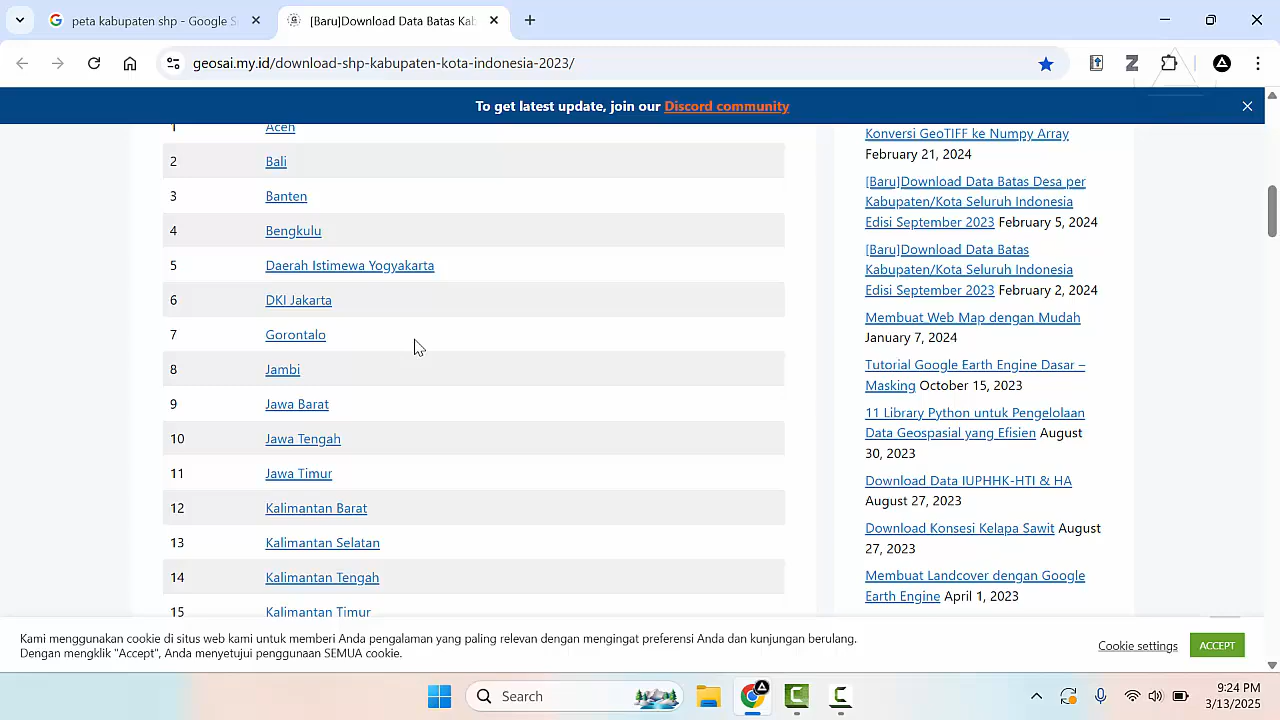 peta kabupaten shp - Google S
[Baru]Download Data Batas Kab
geosai.my.id/download-shp-kabupaten-kota-indonesia-2023/
To get latest update, join our Discord community
1 Aceh
2 Bali
3 Banten
4 Bengkulu
5 Daerah Istimewa Yogyakarta
6 DKI Jakarta
7 Gorontalo
8 Jambi
9 Jawa Barat
10 Jawa Tengah
11 Jawa Timur
12 Kalimantan Barat
13 Kalimantan Selatan
14 Kalimantan Tengah
15 Kalimantan Timur
Konversi GeoTIFF ke Numpy Array
February 21, 2024
[Baru]Download Data Batas Desa per
Kabupaten/Kota Seluruh Indonesia
Edisi September 2023 February 5, 2024
[Baru]Download Data Batas
Kabupaten/Kota Seluruh Indonesia
Edisi September 2023 February 2, 2024
Membuat Web Map dengan Mudah
January 7, 2024
Tutorial Google Earth Engine Dasar –
Masking October 15, 2023
11 Library Python untuk Pengelolaan
Data Geospasial yang Efisien August
30, 2023
Download Data IUPHHK-HTI & HA
August 27, 2023
Download Konsesi Kelapa Sawit August
27, 2023
Membuat Landcover dengan Google
Earth Engine April 1, 2023
Kami menggunakan cookie di situs web kami untuk memberi Anda pengalaman yang paling relevan dengan mengingat preferensi Anda dan kunjungan berulang.
Dengan mengklik "Accept", Anda menyetujui penggunaan SEMUA cookie.
Cookie settings
ACCEPT
Search
9:24 PM
3/13/2025